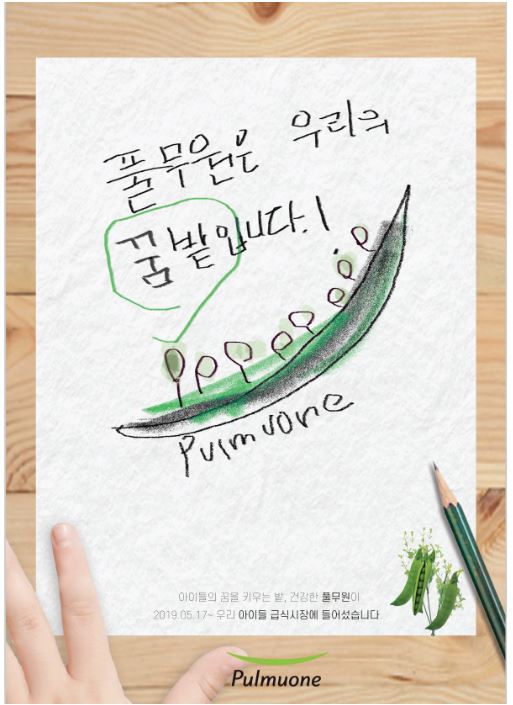 풀무원은 우리의
꿈밭입니다.!
Pulmuone
아이들의 꿈을 키우는 밭, 건강한 풀무원이
2019.05.17~ 우리 아이들 급식시장에 들어섰습니다.
Pulmuone